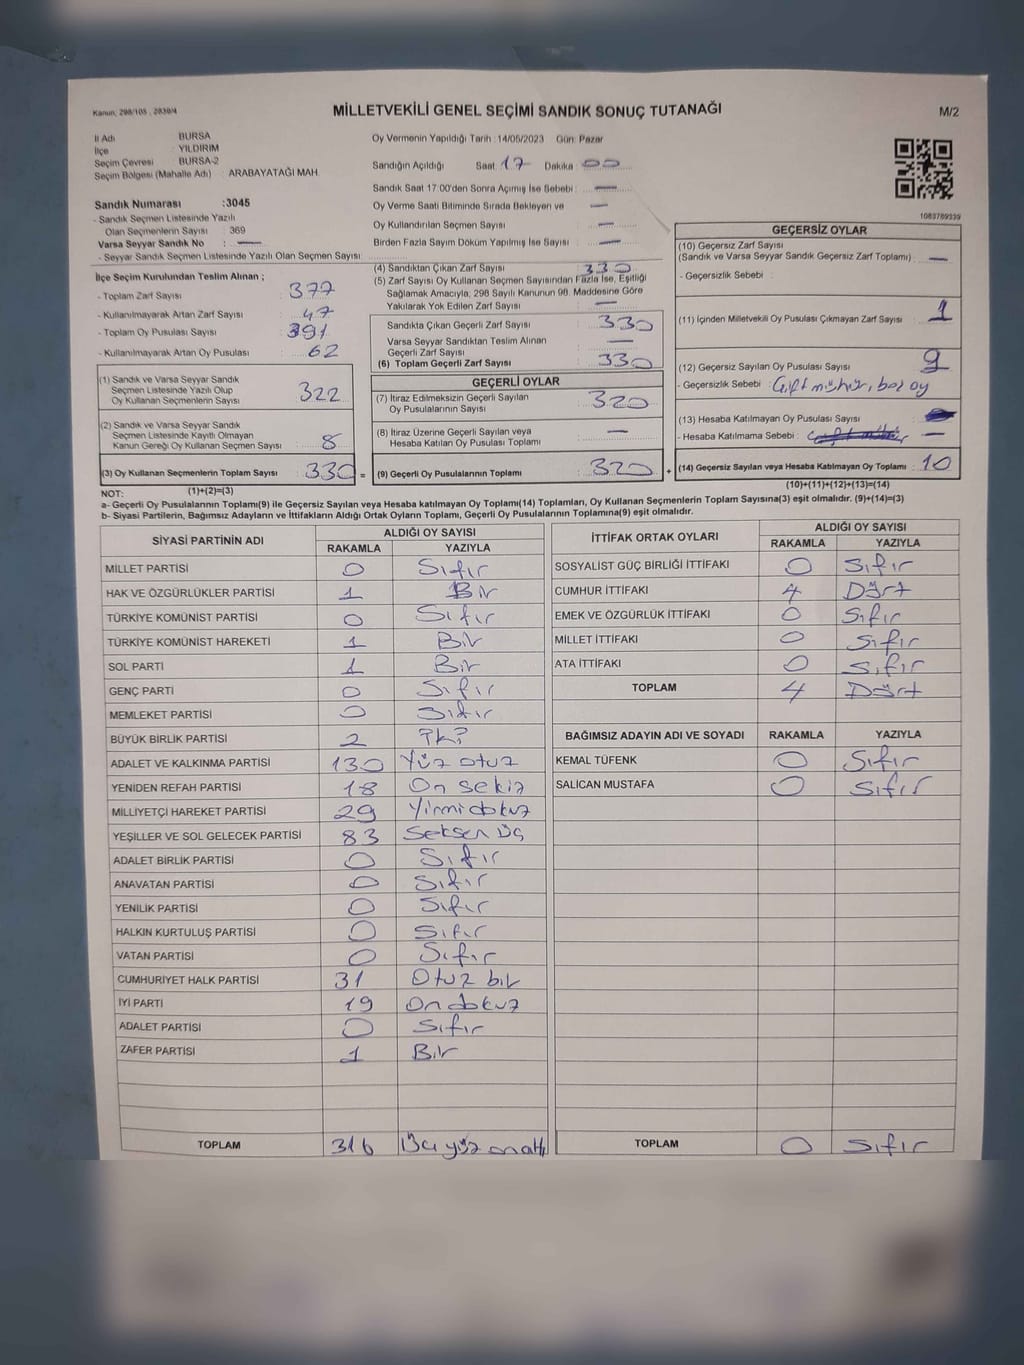 Kanun; 298/105 , 2839/4
MİLLETVEKİLİ GENEL SEÇİMİ SANDIK SONUÇ TUTANAĞI
M/2
İl Adı BURSA
İlçe YILDIRIM
Seçim Çevresi BURSA-2
Seçim Bölgesi (Mahalle Adı) ARABAYATAĞI MAH.
Oy Vermenin Yapıldığı Tarih :14/05/2023 Gün: Pazar
Sandığın Açıldığı Saat 17 Dakika : 00
Sandık Saat 17:00'den Sonra Açımış İse Sebebi : —
Oy Verme Saati Bitiminde Sırada Bekleyen ve —
Oy Kullandırılan Seçmen Sayısı : —
Birden Fazla Sayım Döküm Yapılmış İse Sayısı : —
1083789339
Sandık Numarası :3045
- Sandık Seçmen Listesinde Yazılı
Olan Seçmenlerin Sayısı : 369
Varsa Seyyar Sandık No : —
- Seyyar Sandık Seçmen Listesinde Yazılı Olan Seçmen Sayısı
İlçe Seçim Kurulundan Teslim Alınan ;
- Toplam Zarf Sayısı 377
- Kullanılmayarak Artan Zarf Sayısı : 47
- Toplam Oy Pusulası Sayısı : 391
- Kullanılmayarak Artan Oy Pusulası : 62
(1) Sandık ve Varsa Seyyar Sandık
Seçmen Listesinde Yazılı Olup
Oy Kullanan Seçmenlerin Sayısı : 322
(2) Sandık ve Varsa Seyyar Sandık
Seçmen Listesinde Kayıtlı Olmayan
Kanun Gereği Oy Kullanan Seçmen Sayısı : 8
(3) Oy Kullanan Seçmenlerin Toplam Sayısı : 330 =
(1)+(2)=(3)
(4) Sandıktan Çıkan Zarf Sayısı : 330
(5) Zarf Sayısı Oy Kullanan Seçmen Sayısından Fazla İse, Eşitliği
Sağlamak Amacıyla, 298 Sayılı Kanunun 98. Maddesine Göre
Yakılarak Yok Edilen Zarf Sayısı : —
Sandıkta Çıkan Geçerli Zarf Sayısı : 330
Varsa Seyyar Sandıktan Teslim Alınan
Geçerli Zarf Sayısı : —
(6) Toplam Geçerli Zarf Sayısı : 330
GEÇERLİ OYLAR
(7) İtiraz Edilmeksizin Geçerli Sayılan
Oy Pusulalarının Sayısı : 320
(8) İtiraz Üzerine Geçerli Sayılan veya
Hesaba Katılan Oy Pusulası Toplamı : —
(9) Geçerli Oy Pusulalarının Toplamı : 320 +
GEÇERSİZ OYLAR
(10) Geçersiz Zarf Sayısı
(Sandık ve Varsa Seyyar Sandık Geçersiz Zarf Toplamı) : —
- Geçersizlik Sebebi :
(11) İçinden Milletvekili Oy Pusulası Çıkmayan Zarf Sayısı : 1
(12) Geçersiz Sayılan Oy Pusulası Sayısı : 9
- Geçersizlik Sebebi : Çift mühür, boş oy
(13) Hesaba Katılmayan Oy Pusulası Sayısı :
- Hesaba Katılmama Sebebi : —
(14) Geçersiz Sayılan veya Hesaba Katılmayan Oy Toplamı : 10
(10)+(11)+(12)+(13)=(14)
NOT:
a- Geçerli Oy Pusulasının Toplamı(9) ile Geçersiz Sayılan veya Hesaba katılmayan Oy Toplamı(14) Toplamları, Oy Kullanan Seçmenlerin Toplam Sayısına(3) eşit olmalıdır. (9)+(14)=(3)
b- Siyasi Partilerin, Bağımsız Adayların ve İttifakların Aldığı Ortak Oyların Toplamı, Geçerli Oy Pusulalarının Toplamına(9) eşit olmalıdır.
SİYASİ PARTİNİN ADI ALDIĞI OY SAYISI
RAKAMLA YAZIYLA
MİLLET PARTİSİ 0 Sıfır
HAK VE ÖZGÜRLÜKLER PARTİSİ 1 Bir
TÜRKİYE KOMÜNİST PARTİSİ 0 Sıfır
TÜRKİYE KOMÜNİST HAREKETİ 1 Bir
SOL PARTİ 1 Bir
GENÇ PARTİ 0 Sıfır
MEMLEKET PARTİSİ 0 Sıfır
BÜYÜK BİRLİK PARTİSİ 2 İki
ADALET VE KALKINMA PARTİSİ 130 Yüz otuz
YENİDEN REFAH PARTİSİ 18 On sekiz
MİLLİYETÇİ HAREKET PARTİSİ 29 Yirmi dokuz
YEŞİLLER VE SOL GELECEK PARTİSİ 83 Seksen Üç
ADALET BİRLİK PARTİSİ 0 Sıfır
ANAVATAN PARTİSİ 0 Sıfır
YENİLİK PARTİSİ 0 Sıfır
HALKIN KURTULUŞ PARTİSİ 0 Sıfır
VATAN PARTİSİ 0 Sıfır
CUMHURİYET HALK PARTİSİ 31 Otuz bir
İYİ PARTİ 19 On dokuz
ADALET PARTİSİ 0 Sıfır
ZAFER PARTİSİ 1 Bir
TOPLAM 316 Üç yüz onaltı
İTTİFAK ORTAK OYLARI ALDIĞI OY SAYISI
RAKAMLA YAZIYLA
SOSYALİST GÜÇ BİRLİĞİ İTTİFAKI 0 Sıfır
CUMHUR İTTİFAKI 4 Dört
EMEK VE ÖZGÜRLÜK İTTİFAKI 0 Sıfır
MİLLET İTTİFAKI 0 Sıfır
ATA İTTİFAKI 0 Sıfır
TOPLAM 4 Dört
BAĞIMSIZ ADAYIN ADI VE SOYADI RAKAMLA YAZIYLA
KEMAL TÜFENK 0 Sıfır
SALİCAN MUSTAFA 0 Sıfır
TOPLAM 0 Sıfır